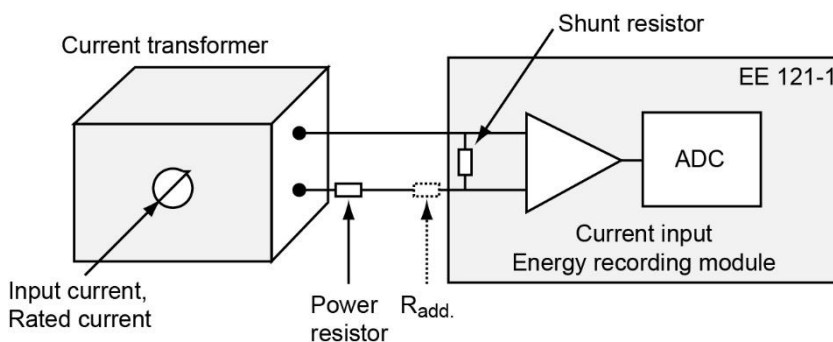 Shunt resistor
Current transformer
EE 121-1
ADC
Current input
Energy recording module
Input current,
Rated current
Power
resistor
Radd.